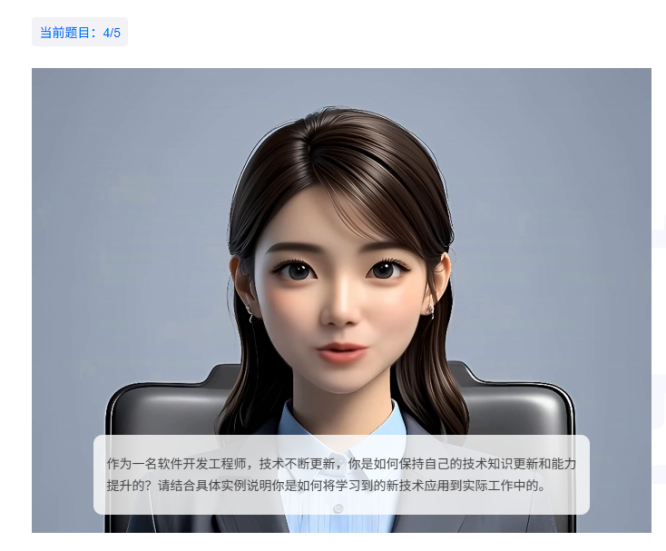 当前题目：4/5
作为一名软件开发工程师，技术不断更新，你是如何保持自己的技术知识更新和能力
提升的？请结合具体实例说明你是如何将学习到的新技术应用到实际工作中的。